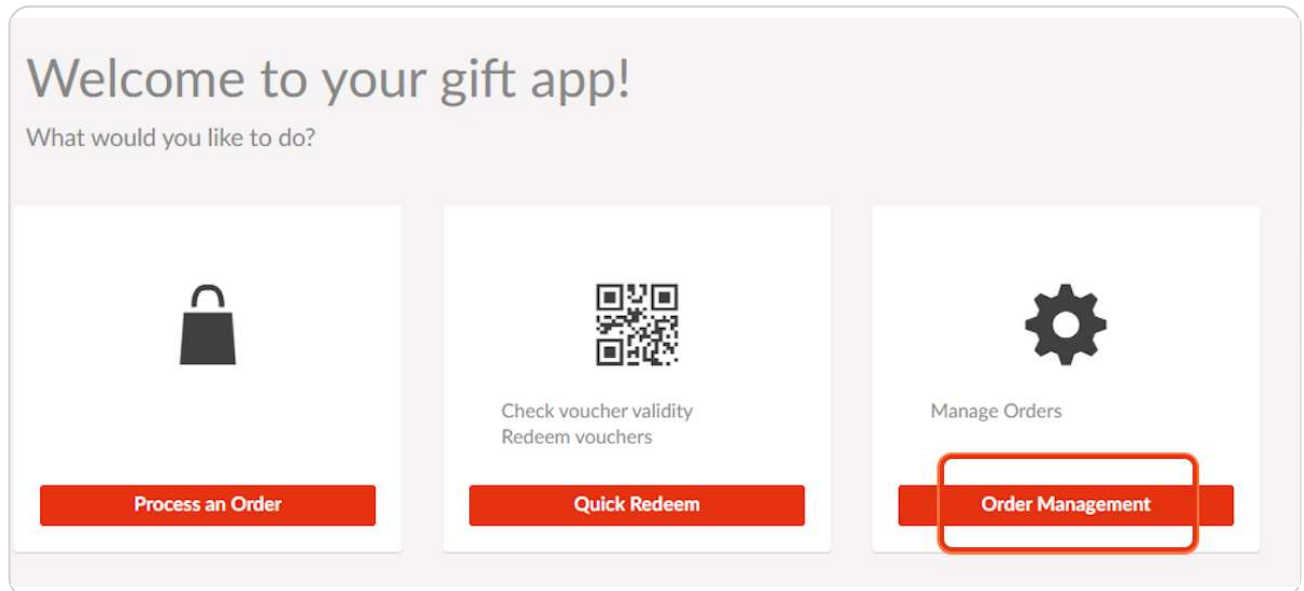 Welcome to your gift app!
What would you like to do?
Process an Order
Check voucher validity
Redeem vouchers
Quick Redeem
Manage Orders
Order Management